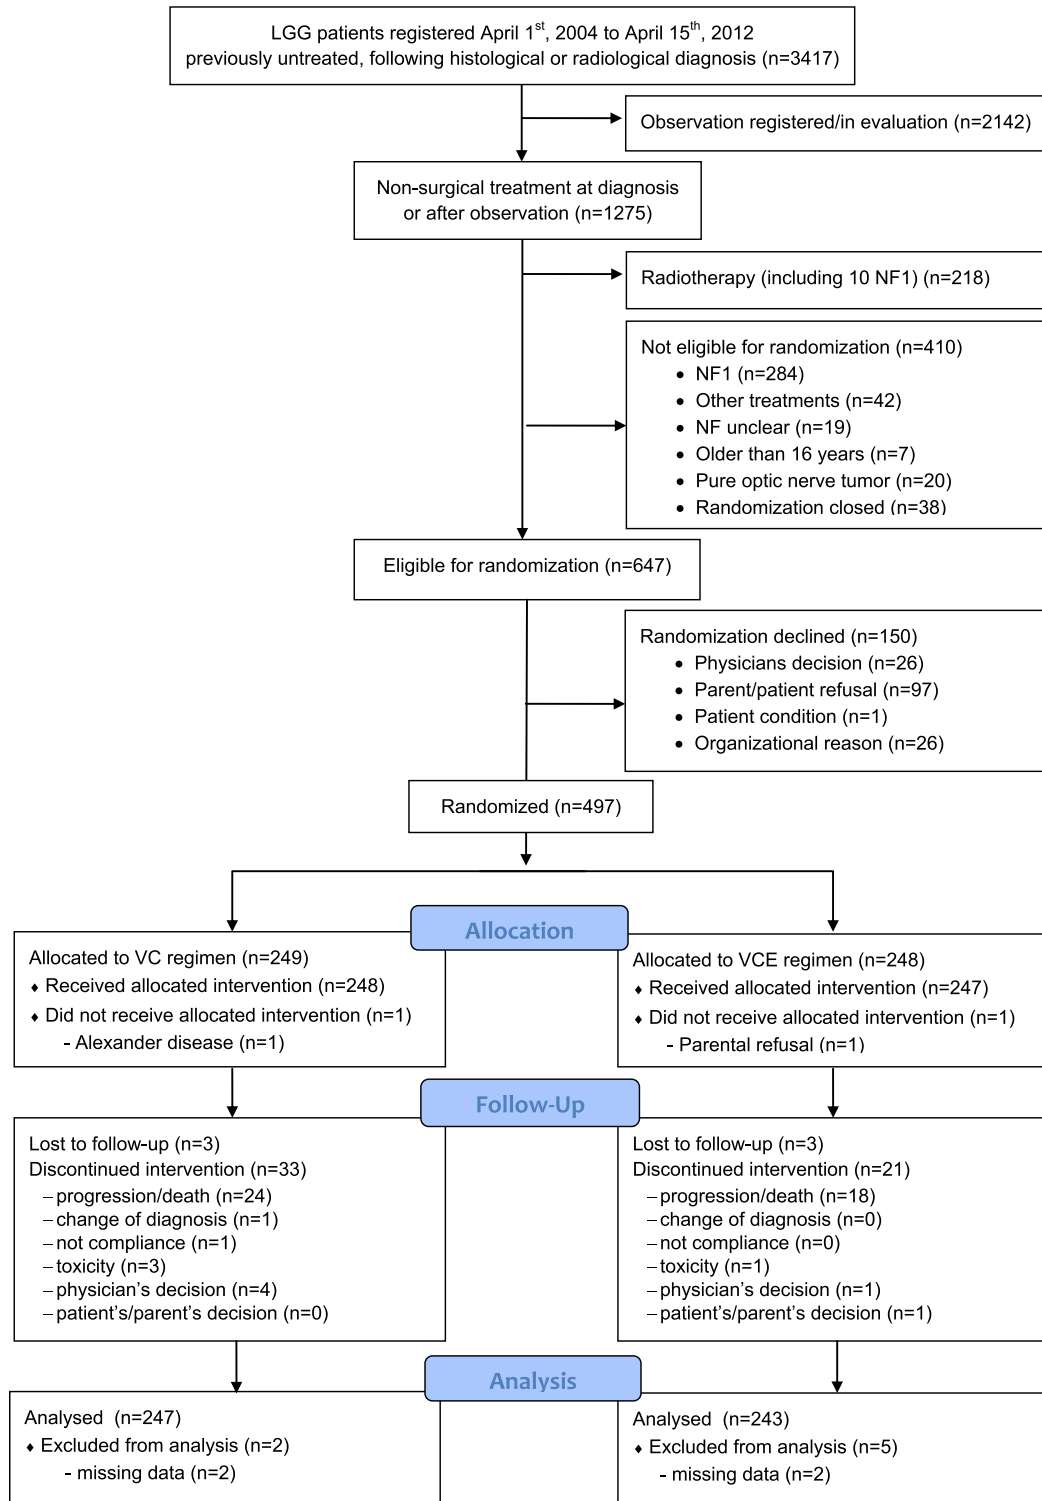 LGG patients registered April 1st, 2004 to April 15th, 2012
previously untreated, following histological or radiological diagnosis (n=3417)
Observation registered/in evaluation (n=2142)
Non-surgical treatment at diagnosis
or after observation (n=1275)
Radiotherapy (including 10 NF1) (n=218)
Not eligible for randomization (n=410)
• NF1 (n=284)
• Other treatments (n=42)
• NF unclear (n=19)
• Older than 16 years (n=7)
• Pure optic nerve tumor (n=20)
• Randomization closed (n=38)
Eligible for randomization (n=647)
Randomization declined (n=150)
• Physicians decision (n=26)
• Parent/patient refusal (n=97)
• Patient condition (n=1)
• Organizational reason (n=26)
Randomized (n=497)
Allocation
Allocated to VC regimen (n=249)
♦ Received allocated intervention (n=248)
♦ Did not receive allocated intervention (n=1)
- Alexander disease (n=1)
Allocated to VCE regimen (n=248)
♦ Received allocated intervention (n=247)
♦ Did not receive allocated intervention (n=1)
- Parental refusal (n=1)
Follow-Up
Lost to follow-up (n=3)
Discontinued intervention (n=33)
–progression/death (n=24)
–change of diagnosis (n=1)
–not compliance (n=1)
–toxicity (n=3)
–physician’s decision (n=4)
–patient’s/parent’s decision (n=0)
Lost to follow-up (n=3)
Discontinued intervention (n=21)
–progression/death (n=18)
–change of diagnosis (n=0)
–not compliance (n=0)
–toxicity (n=1)
–physician’s decision (n=1)
–patient’s/parent’s decision (n=1)
Analysis
Analysed (n=247)
♦ Excluded from analysis (n=2)
- missing data (n=2)
Analysed (n=243)
♦ Excluded from analysis (n=5)
- missing data (n=2)